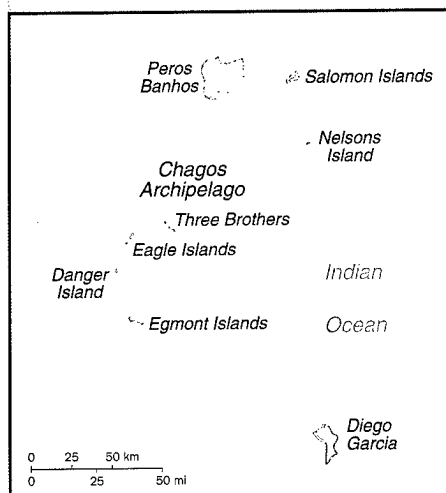 Peros
Banhos
Salomon Islands
Nelsons
Island
Chagos
Archipelago
Three Brothers
Eagle Islands
Danger
Island
Indian
Egmont Islands
Ocean
Diego
Garcia
0 25 50 km
0 25 50 mi